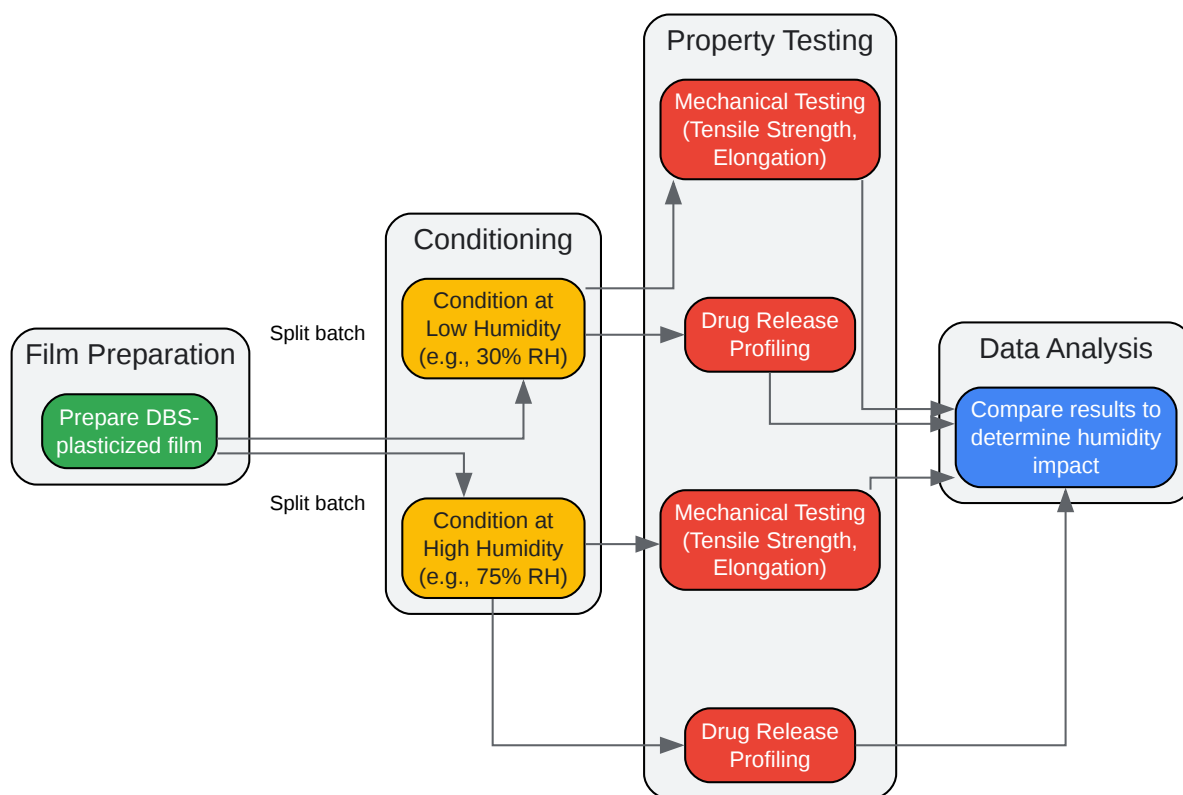 Film Preparation
Prepare DBS-
plasticized film
Split batch
Split batch
Conditioning
Condition at
Low Humidity
(e.g., 30% RH)
Condition at
High Humidity
(e.g., 75% RH)
Property Testing
Mechanical Testing
(Tensile Strength,
Elongation)
Drug Release
Profiling
Mechanical Testing
(Tensile Strength,
Elongation)
Drug Release
Profiling
Data Analysis
Compare results to
determine humidity
impact